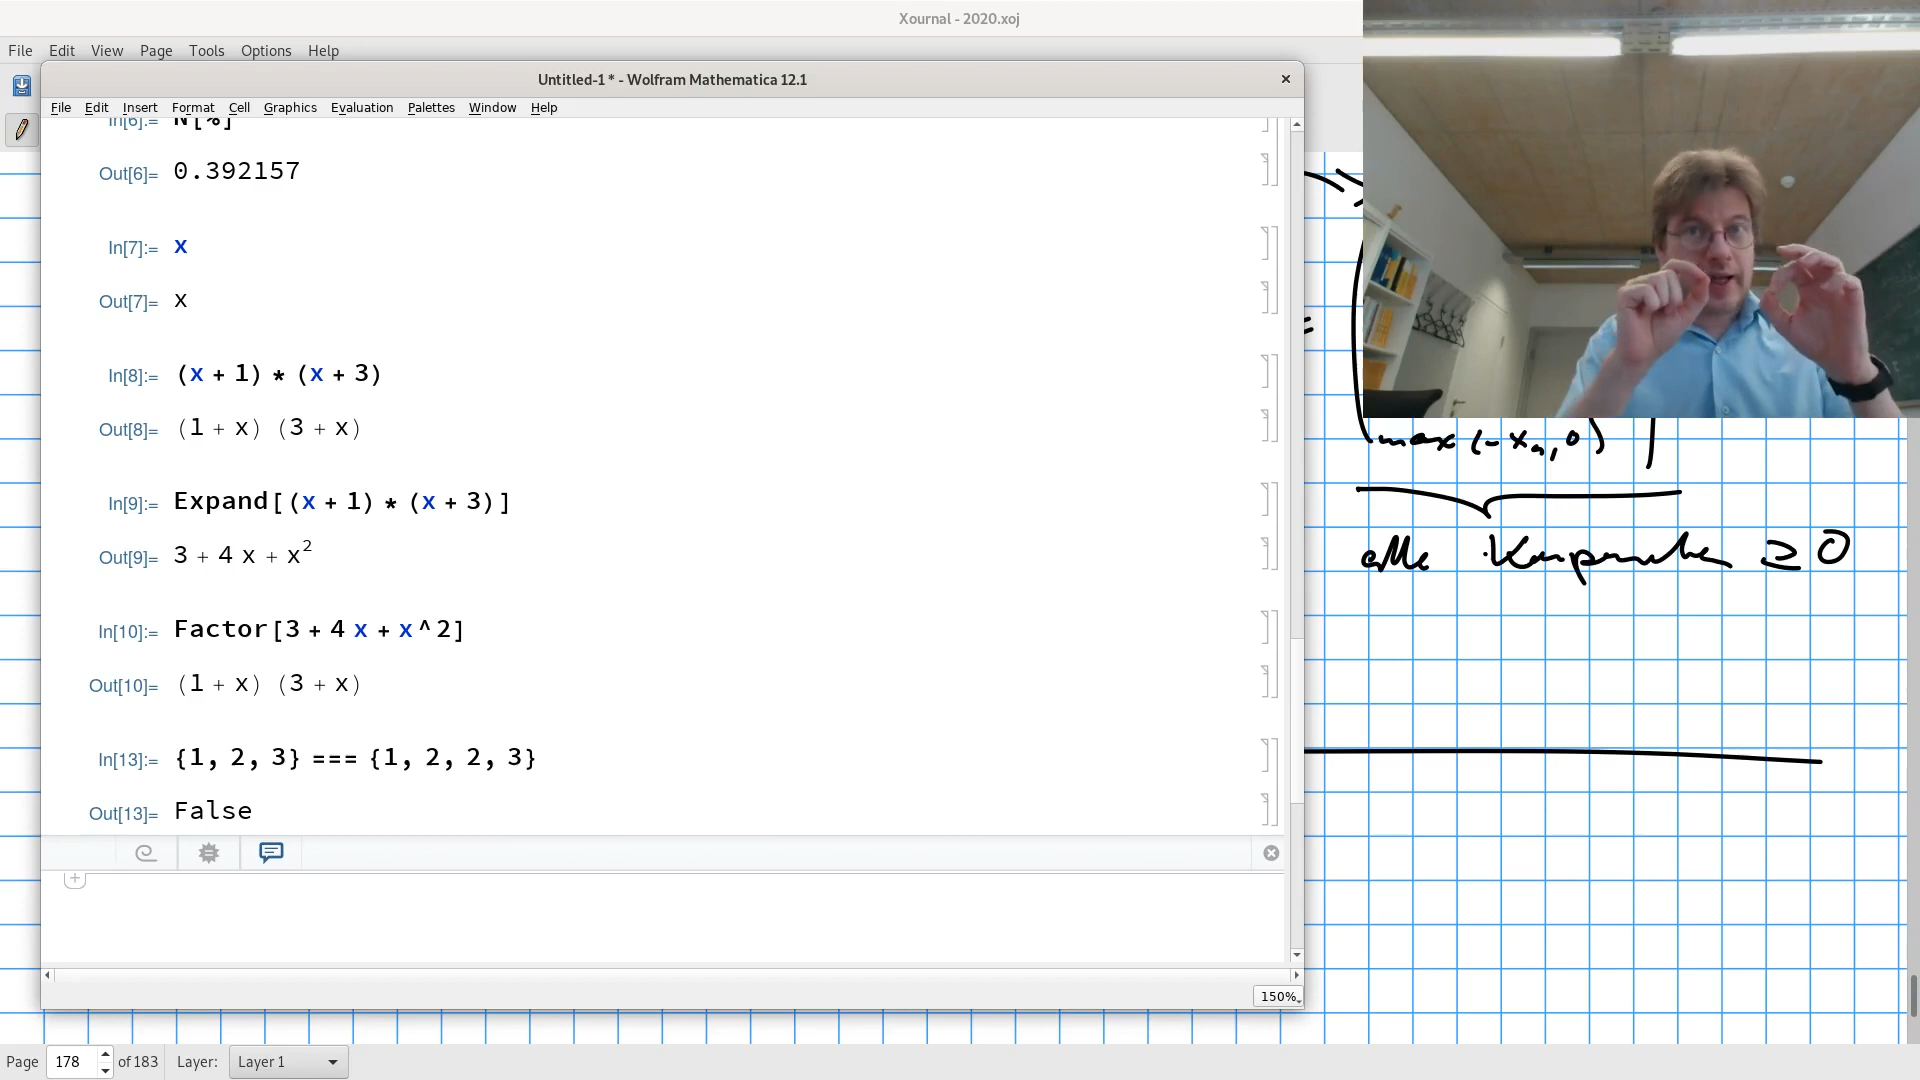 Xournal - 2020.xoj
File Edit View Page Tools Options Help
Untitled-1 * - Wolfram Mathematica 12.1
File Edit Insert Format Cell Graphics Evaluation Palettes Window Help
In[6]:= N[%]
Out[6]= 0.392157
In[7]:= x
Out[7]= x
In[8]:= (x + 1) * (x + 3)
Out[8]= (1 + x) (3 + x)
In[9]:= Expand[(x + 1) * (x + 3)]
Out[9]= 3 + 4 x + x²
In[10]:= Factor[3 + 4 x + x^2]
Out[10]= (1 + x) (3 + x)
In[13]:= {1, 2, 3} === {1, 2, 2, 3}
Out[13]= False
150%
=
max(-xₙ, 0)
alle Komponenten ≥ 0
Page 178 of 183 Layer: Layer 1